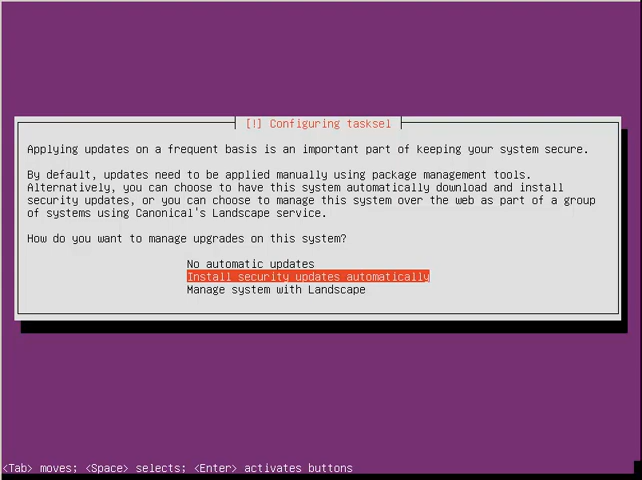 [!] Configuring tasksel
Applying updates on a frequent basis is an important part of keeping your system secure.
By default, updates need to be applied manually using package management tools.
Alternatively, you can choose to have this system automatically download and install
security updates, or you can choose to manage this system over the web as part of a group
of systems using Canonical's Landscape service.
How do you want to manage upgrades on this system?
No automatic updates
Install security updates automatically
Manage system with Landscape
<Tab> moves; <Space> selects; <Enter> activates buttons